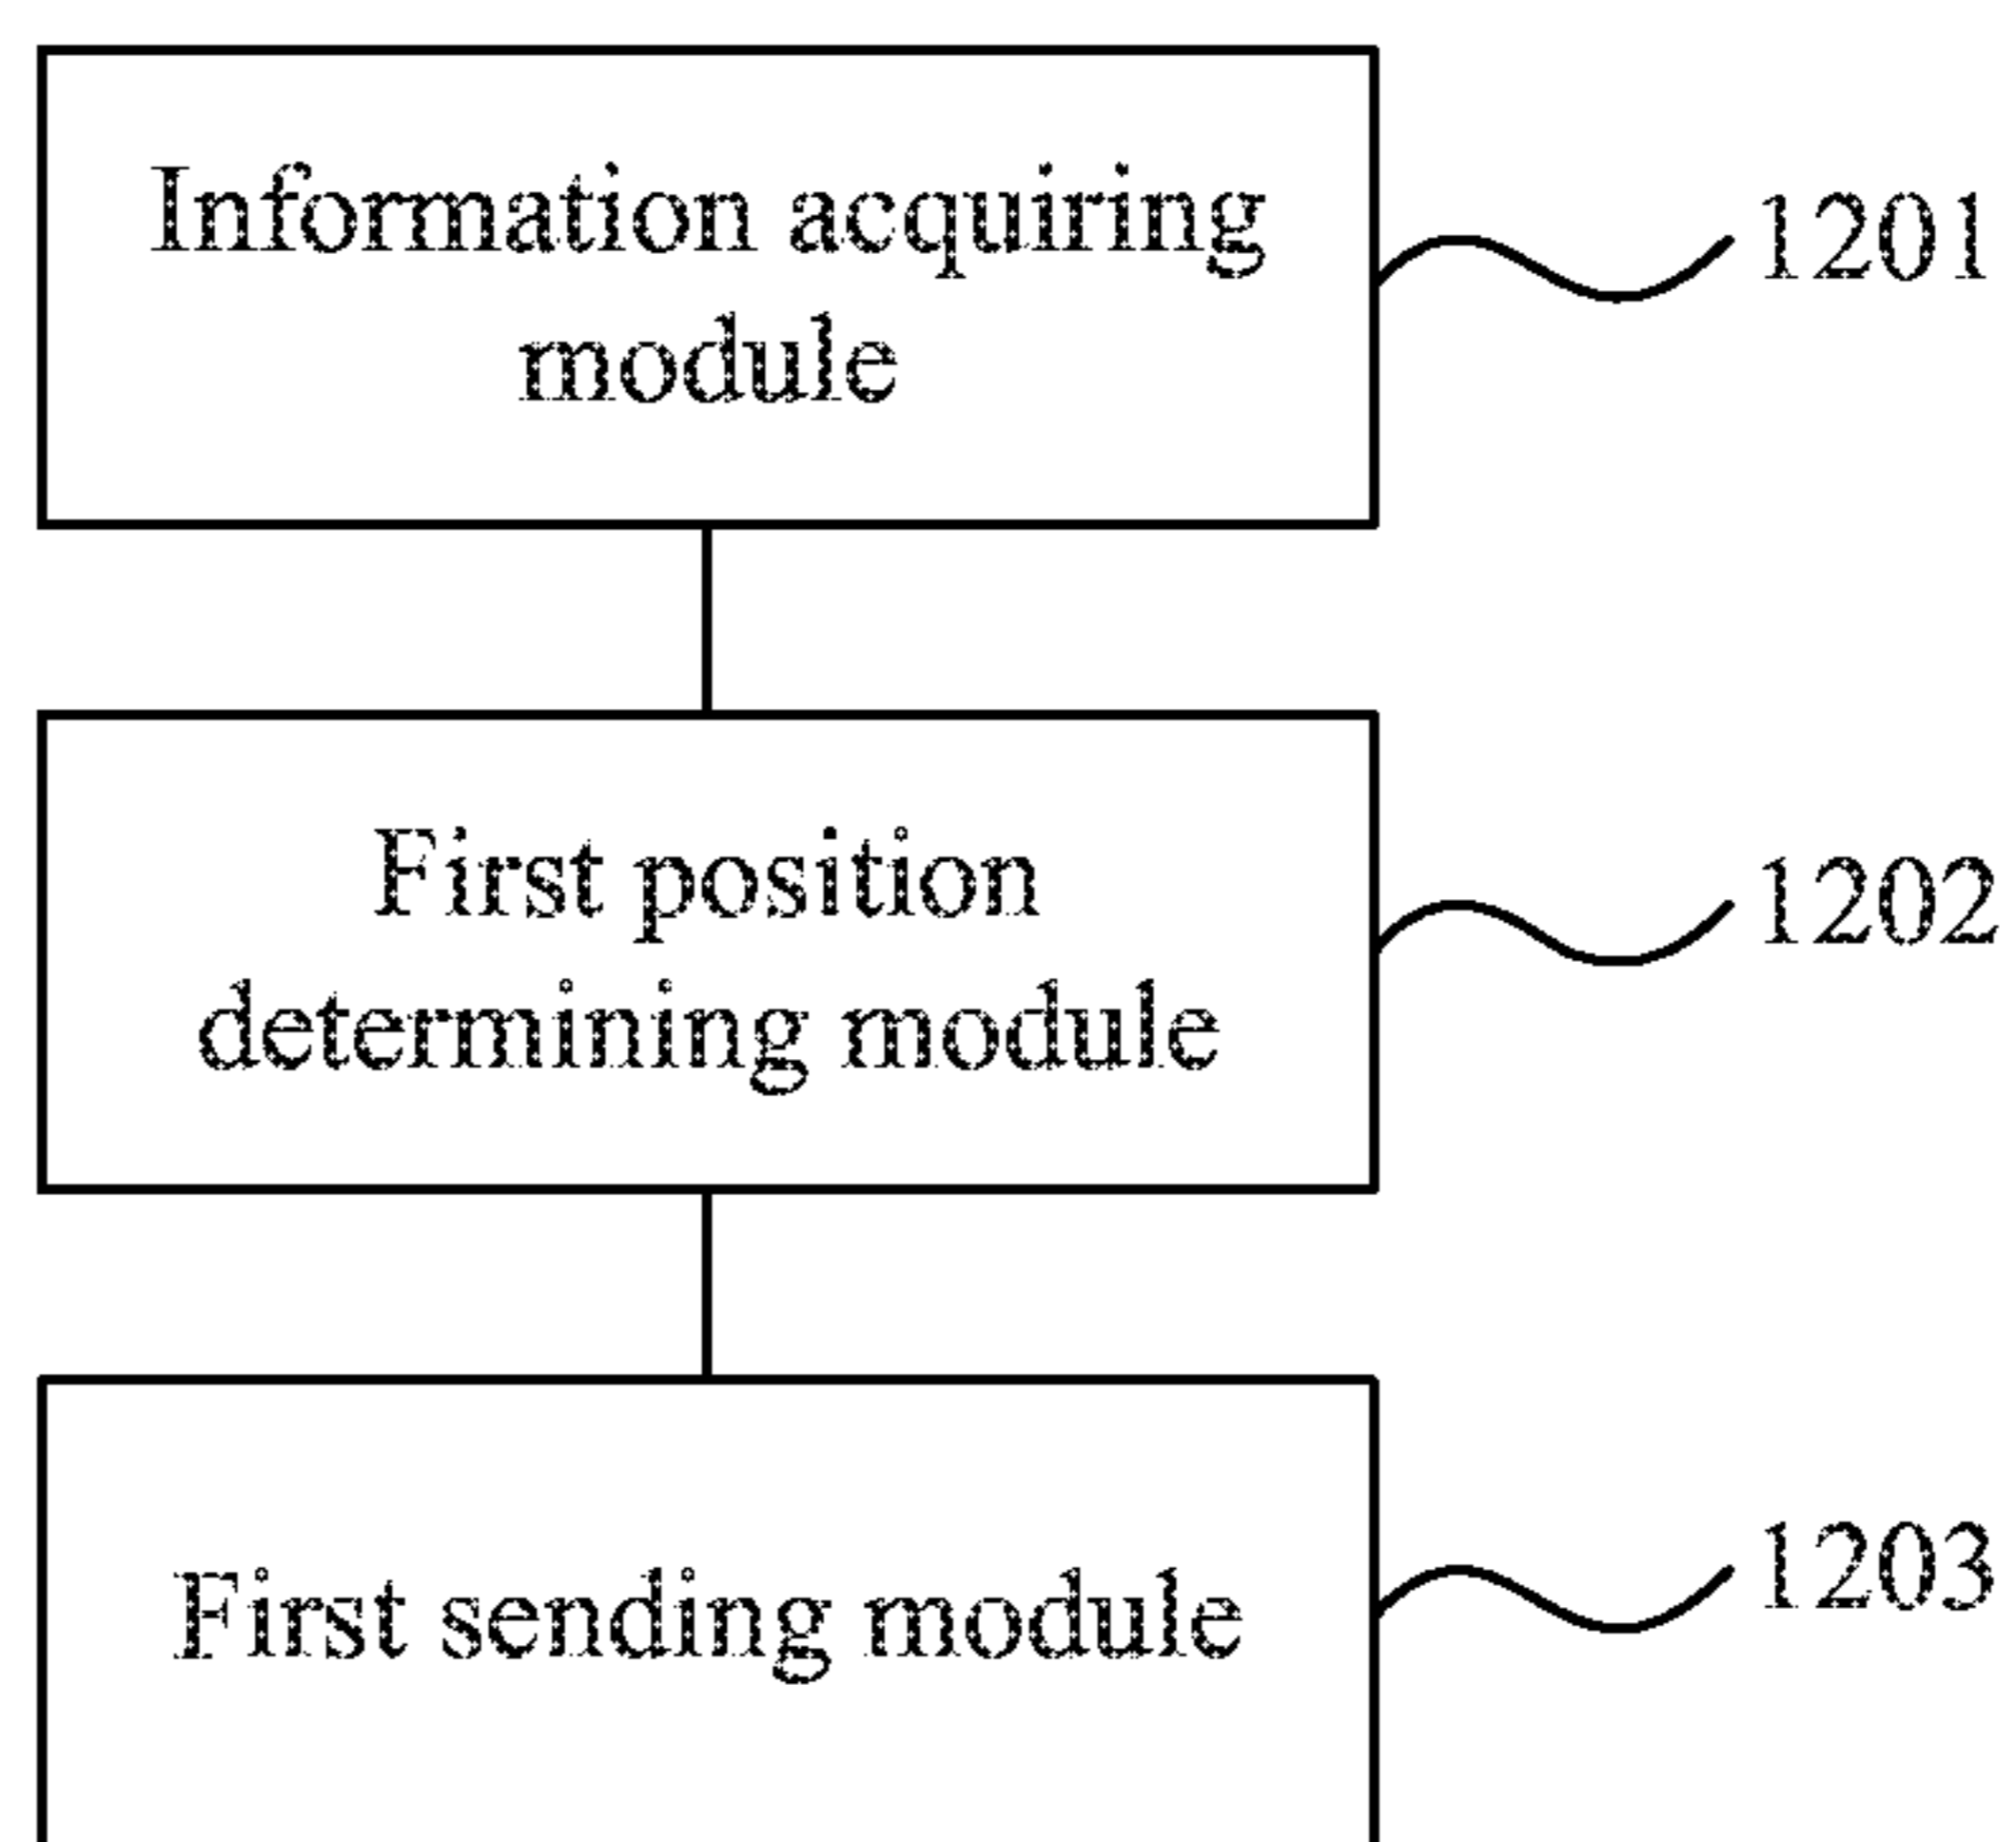 Information acquiring
module
1201
First position
determining module
1202
First sending module
1203